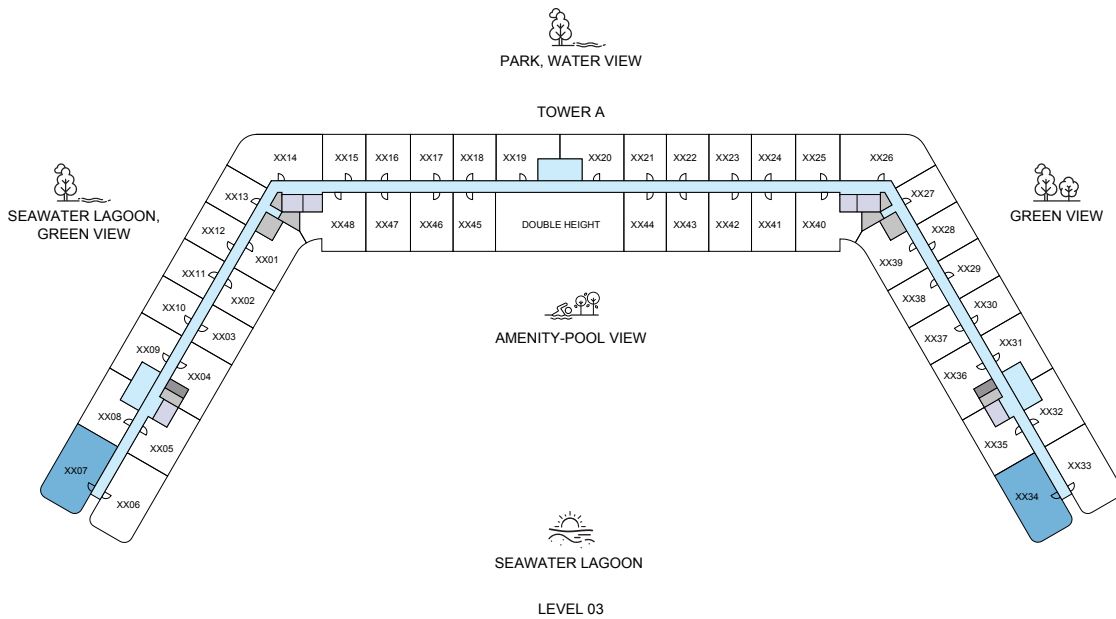 PARK, WATER VIEW
TOWER A
XX14
XX15
XX16
XX17
XX18
XX19
XX20
XX21
XX22
XX23
XX24
XX25
XX26
XX13
XX27
SEAWATER LAGOON,
GREEN VIEW
GREEN VIEW
XX48
XX47
XX46
XX45
DOUBLE HEIGHT
XX44
XX43
XX42
XX41
XX40
XX12
XX28
XX01
XX39
XX11
XX29
XX02
XX38
XX10
XX30
XX03
XX37
AMENITY-POOL VIEW
XX09
XX31
XX04
XX36
XX08
XX32
XX05
XX35
XX07
XX33
XX06
XX34
SEAWATER LAGOON
LEVEL 03